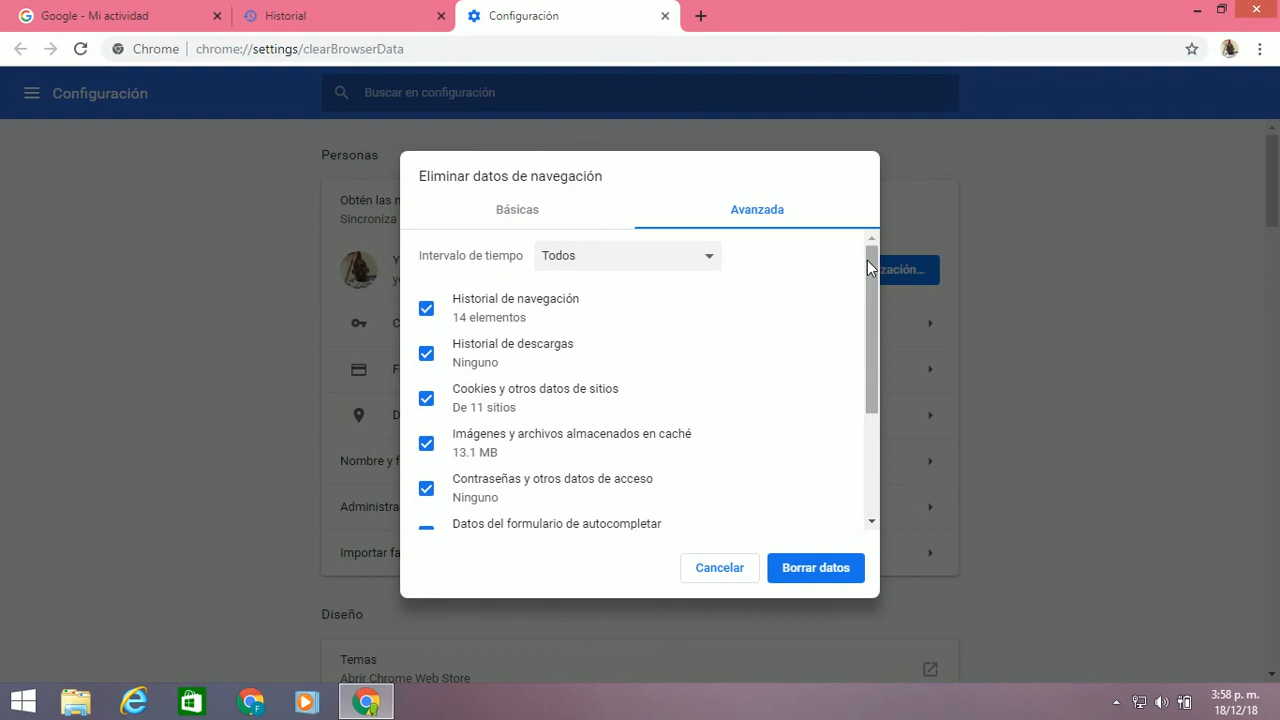 Google - Mi actividad
Historial
Configuración
Chrome
chrome://settings/clearBrowserData
Configuración
Buscar en configuración
Personas
Obtén las
Sincroniza
Eliminar datos de navegación
Básicas
Avanzada
Intervalo de tiempo
Todos
Historial de navegación
14 elementos
Historial de descargas
Ninguno
Cookies y otros datos de sitios
De 11 sitios
Imágenes y archivos almacenados en caché
13.1 MB
Contraseñas y otros datos de acceso
Ninguno
Datos del formulario de autocompletar
Cancelar
Borrar datos
zación...
Nombre y f
Administra
Importar fa
Diseño
Temas
Abrir Chrome Web Store
3:58 p. m.
18/12/18